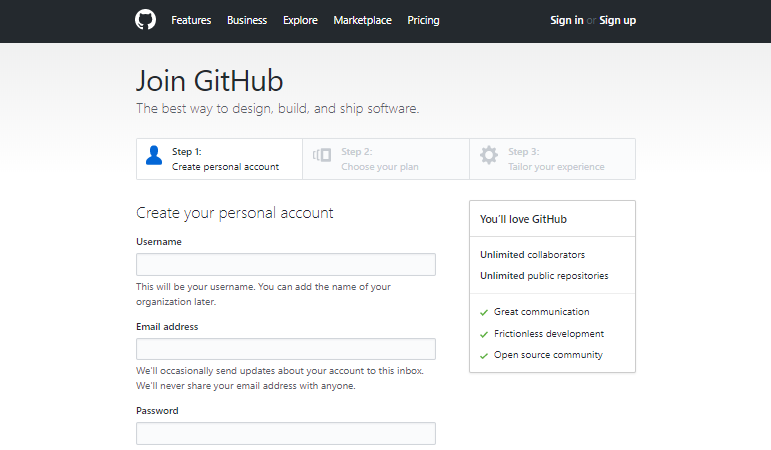 Features Business Explore Marketplace Pricing Sign in or Sign up
Join GitHub
The best way to design, build, and ship software.
Step 1:
Create personal account
Step 2:
Choose your plan
Step 3:
Tailor your experience
Create your personal account
Username
This will be your username. You can add the name of your
organization later.
Email address
We'll occasionally send updates about your account to this inbox.
We'll never share your email address with anyone.
Password
You'll love GitHub
Unlimited collaborators
Unlimited public repositories
Great communication
Frictionless development
Open source community